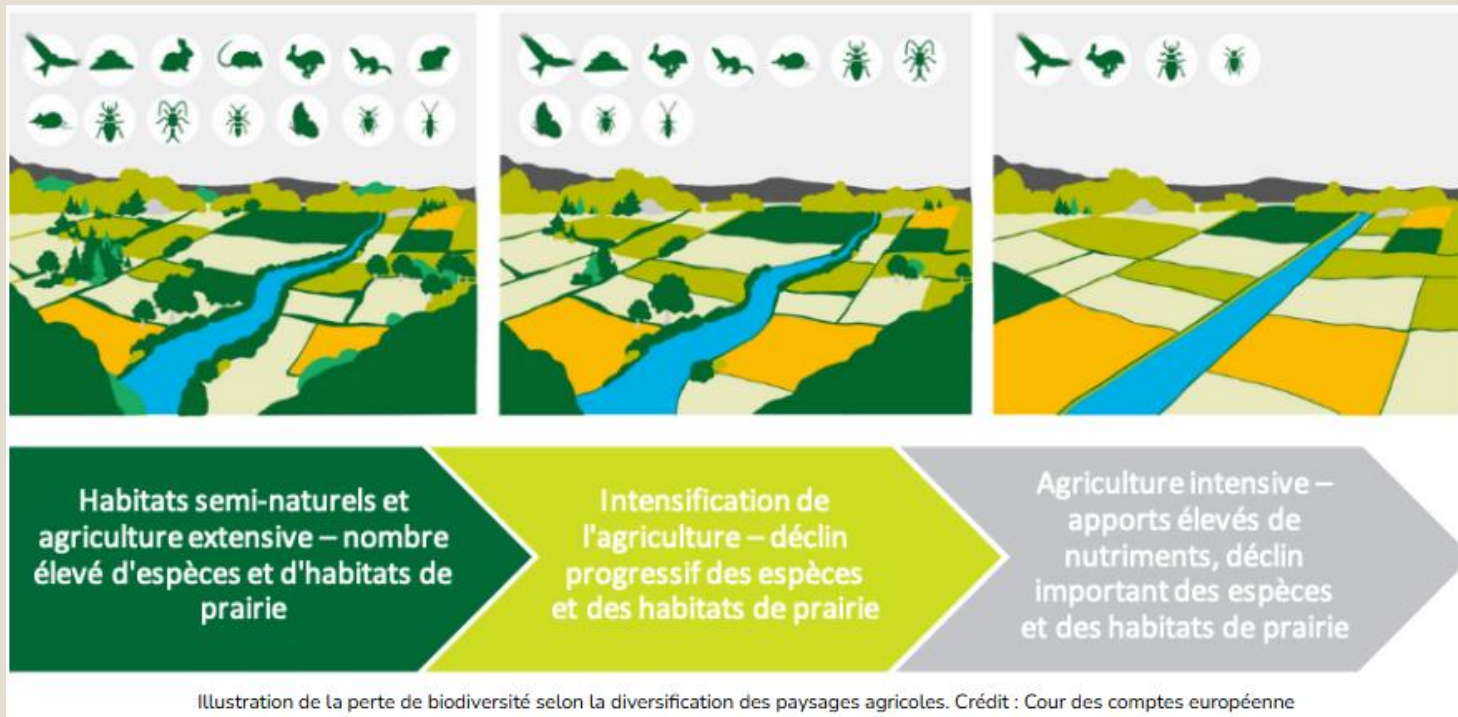 Habitats semi-naturels et
agriculture extensive – nombre
élevé d'espèces et d'habitats de
prairie
Intensification de
l'agriculture – déclin
progressif des espèces
et des habitats de prairie
Agriculture intensive –
apports élevés de
nutriments, déclin
important des espèces
et des habitats de prairie
Illustration de la perte de biodiversité selon la diversification des paysages agricoles. Crédit : Cour des comptes européenne